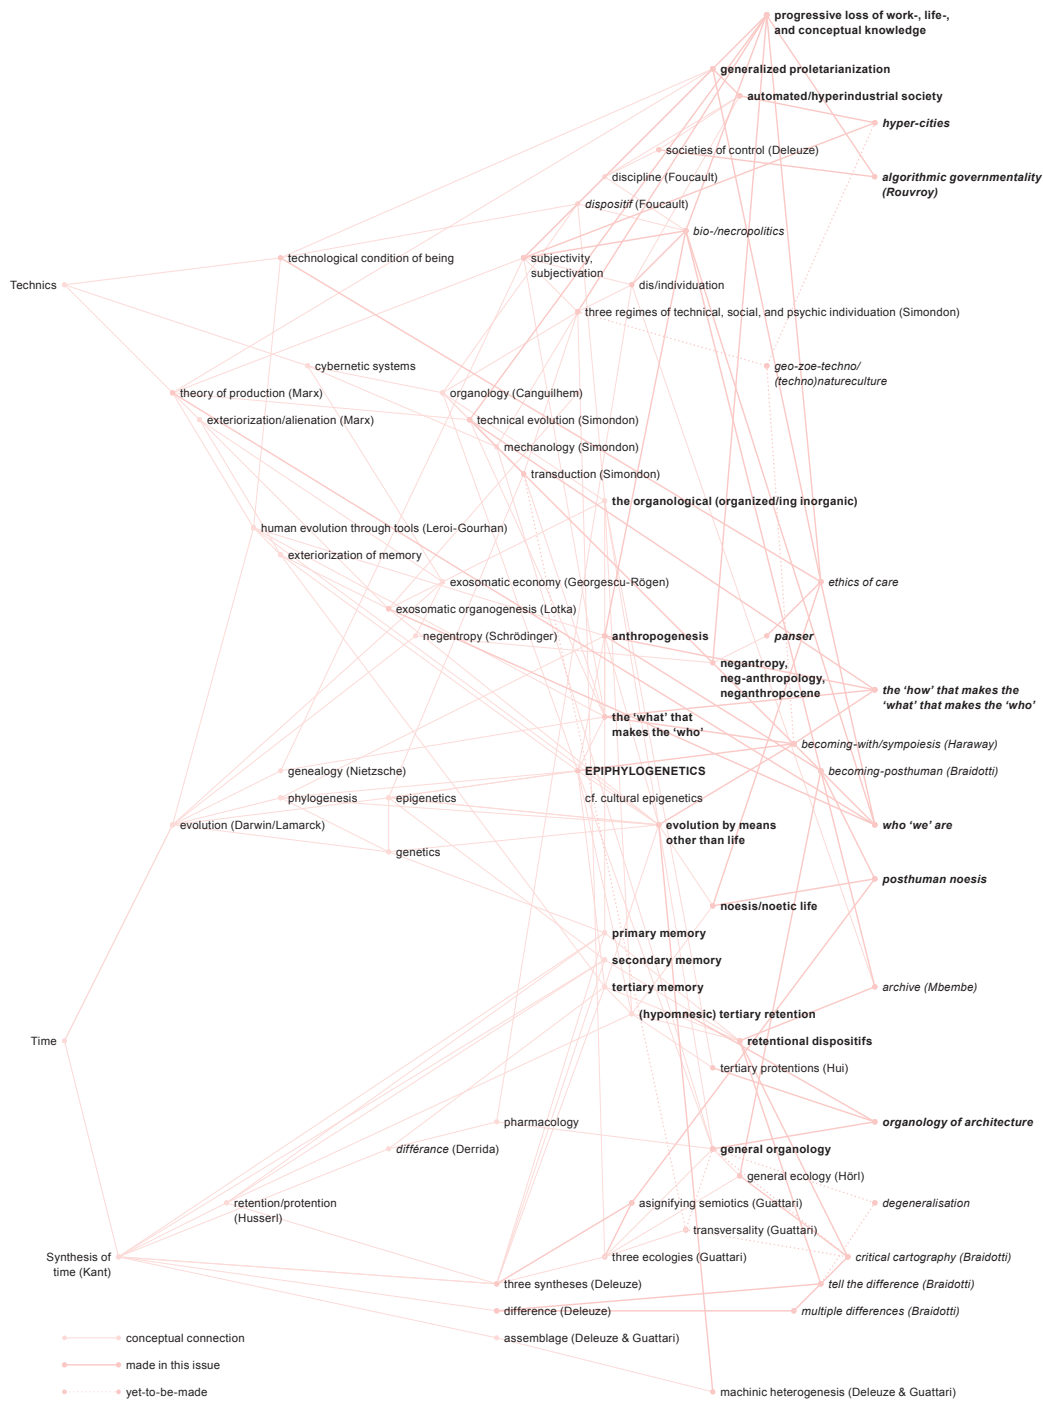 progressive loss of work-, life-,
and conceptual knowledge
generalized proletarianization
automated/hyperindustrial society
hyper-cities
societies of control (Deleuze)
discipline (Foucault)
algorithmic governmentality
(Rouvroy)
dispositif (Foucault)
bio-/necropolitics
technological condition of being
subjectivity,
subjectivation
Technics
dis/individuation
three regimes of technical, social, and psychic individuation (Simondon)
cybernetic systems
geo-zoe-techno/
(techno)natureculture
theory of production (Marx)
organology (Canguilhem)
exteriorization/alienation (Marx)
technical evolution (Simondon)
mechanology (Simondon)
transduction (Simondon)
the organological (organized/ing inorganic)
human evolution through tools (Leroi-Gourhan)
exteriorization of memory
exosomatic economy (Georgescu-Rögen)
ethics of care
exosomatic organogenesis (Lotka)
negentropy (Schrödinger)
anthropogenesis
panser
negantropy,
neg-anthropology,
neganthropocene
the ‘how’ that makes the
‘what’ that makes the ‘who’
the ‘what’ that
makes the ‘who’
becoming-with/sympoiesis (Haraway)
genealogy (Nietzsche)
EPIPHYLOGENETICS
becoming-posthuman (Braidotti)
phylogenesis
epigenetics
cf. cultural epigenetics
evolution (Darwin/Lamarck)
evolution by means
other than life
who ‘we’ are
genetics
posthuman noesis
noesis/noetic life
primary memory
secondary memory
tertiary memory
archive (Mbembe)
(hypomnesic) tertiary retention
Time
retentional dispositifs
tertiary protentions (Hui)
pharmacology
organology of architecture
différance (Derrida)
general organology
general ecology (Hörl)
retention/protention
(Husserl)
asignifying semiotics (Guattari)
degeneralisation
transversality (Guattari)
Synthesis of
time (Kant)
three ecologies (Guattari)
critical cartography (Braidotti)
three syntheses (Deleuze)
tell the difference (Braidotti)
difference (Deleuze)
multiple differences (Braidotti)
conceptual connection
assemblage (Deleuze & Guattari)
made in this issue
yet-to-be-made
machinic heterogenesis (Deleuze & Guattari)